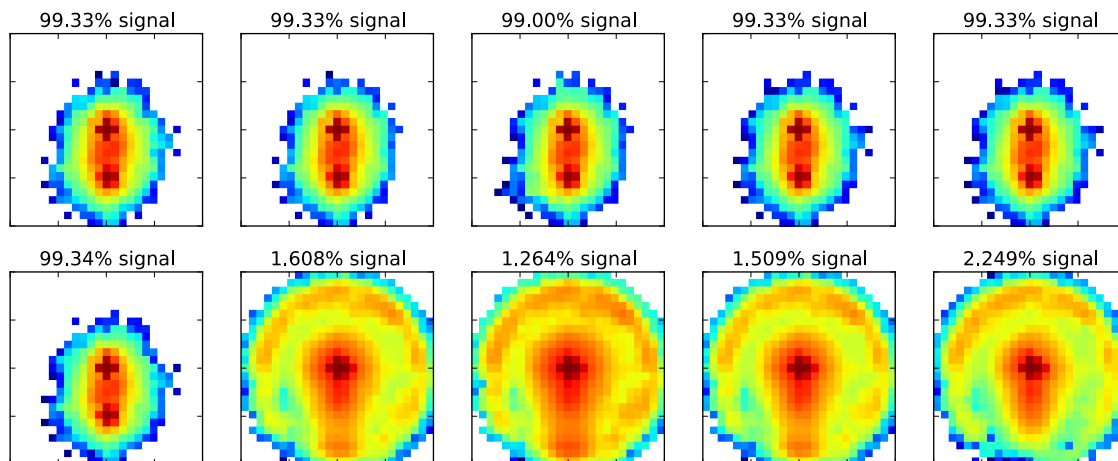 99.33% signal
99.33% signal
99.00% signal
99.33% signal
99.33% signal
99.34% signal
1.608% signal
1.264% signal
1.509% signal
2.249% signal